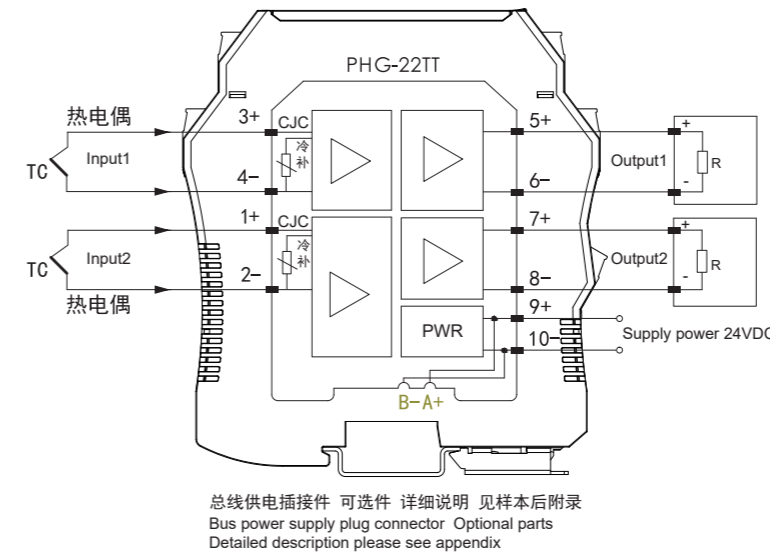 PHG-22TT
热电偶
3+
CJC
5+
冷
补
+
TC
Input1
Output1
R
4-
6-
-
1+
CJC
7+
冷
补
+
TC
Input2
Output2
R
2-
8-
-
热电偶
9+
PWR
10-
Supply power 24VDC
B-A+
总线供电插接件 可选件 详细说明 见样本后附录
Bus power supply plug connector Optional parts
Detailed description please see appendix